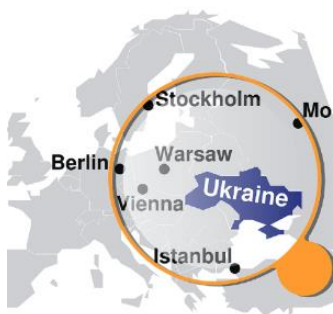 Stockholm
Mo
Berlin
Warsaw
Ukraine
Vienna
Istanbul